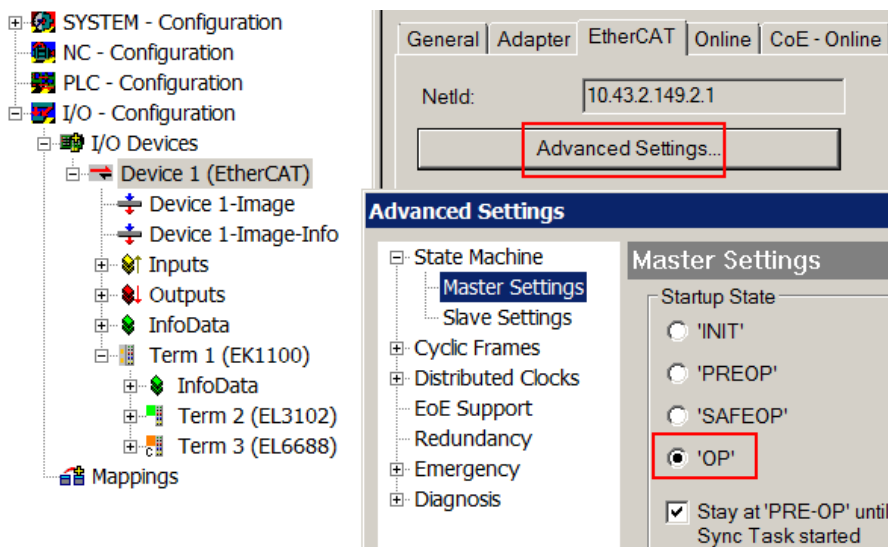 SYSTEM - Configuration
NC - Configuration
PLC - Configuration
I/O - Configuration
I/O Devices
Device 1 (EtherCAT)
Device 1-Image
Device 1-Image-Info
Inputs
Outputs
InfoData
Term 1 (EK1100)
InfoData
Term 2 (EL3102)
Term 3 (EL6688)
Mappings
General Adapter EtherCAT Online CoE - Online
NetId: 10.43.2.149.2.1
Advanced Settings...
Advanced Settings
State Machine
Master Settings
Slave Settings
Cyclic Frames
Distributed Clocks
EoE Support
Redundancy
Emergency
Diagnosis
Master Settings
Startup State
'INIT'
'PREOP'
'SAFEOP'
'OP'
Stay at 'PRE-OP' until
Sync Task started